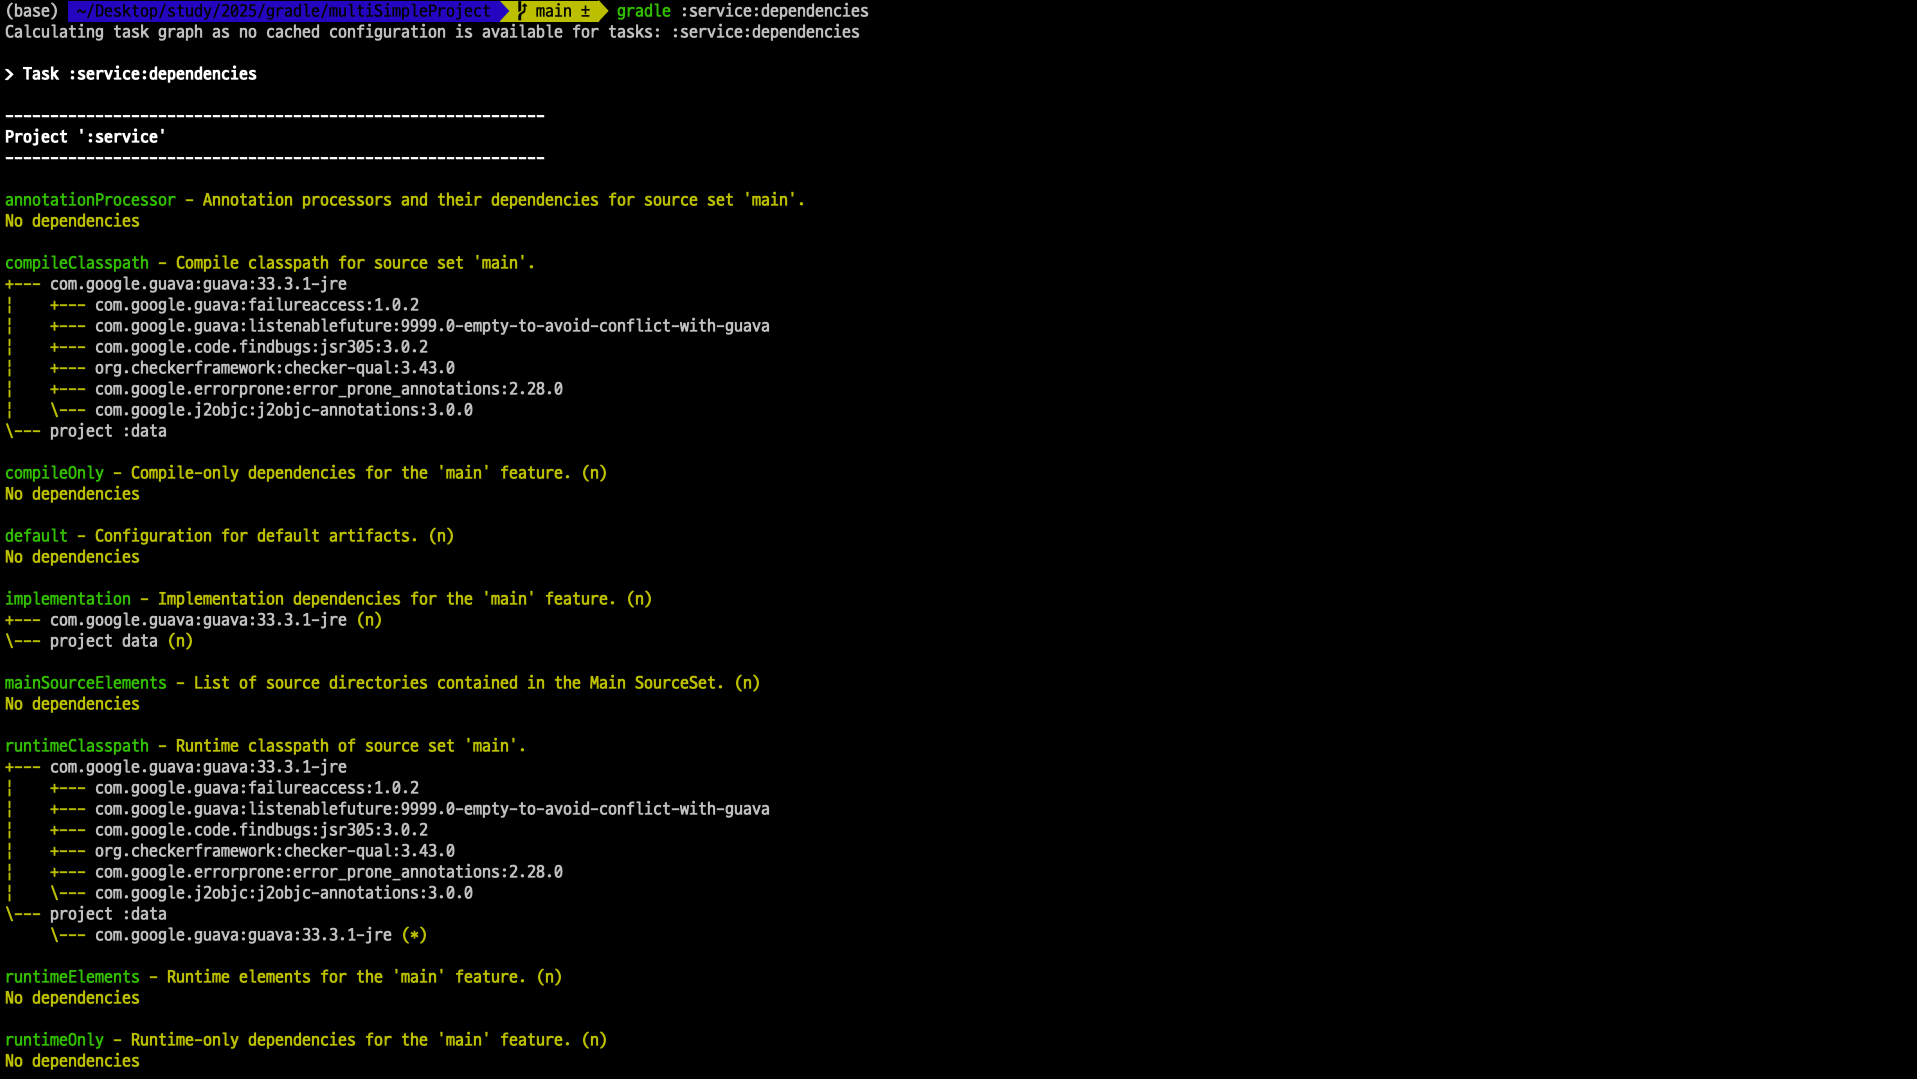 (base) ~/Desktop/study/2025/gradle/multiSimpleProject main ± gradle :service:dependencies
Calculating task graph as no cached configuration is available for tasks: :service:dependencies
> Task :service:dependencies
------------------------------------------------------------
Project ':service'
------------------------------------------------------------
annotationProcessor - Annotation processors and their dependencies for source set 'main'.
No dependencies
compileClasspath - Compile classpath for source set 'main'.
+--- com.google.guava:guava:33.3.1-jre
|    +--- com.google.guava:failureaccess:1.0.2
|    +--- com.google.guava:listenablefuture:9999.0-empty-to-avoid-conflict-with-guava
|    +--- com.google.code.findbugs:jsr305:3.0.2
|    +--- org.checkerframework:checker-qual:3.43.0
|    +--- com.google.errorprone:error_prone_annotations:2.28.0
|    \--- com.google.j2objc:j2objc-annotations:3.0.0
\--- project :data
compileOnly - Compile-only dependencies for the 'main' feature. (n)
No dependencies
default - Configuration for default artifacts. (n)
No dependencies
implementation - Implementation dependencies for the 'main' feature. (n)
+--- com.google.guava:guava:33.3.1-jre (n)
\--- project data (n)
mainSourceElements - List of source directories contained in the Main SourceSet. (n)
No dependencies
runtimeClasspath - Runtime classpath of source set 'main'.
+--- com.google.guava:guava:33.3.1-jre
|    +--- com.google.guava:failureaccess:1.0.2
|    +--- com.google.guava:listenablefuture:9999.0-empty-to-avoid-conflict-with-guava
|    +--- com.google.code.findbugs:jsr305:3.0.2
|    +--- org.checkerframework:checker-qual:3.43.0
|    +--- com.google.errorprone:error_prone_annotations:2.28.0
|    \--- com.google.j2objc:j2objc-annotations:3.0.0
\--- project :data
     \--- com.google.guava:guava:33.3.1-jre (*)
runtimeElements - Runtime elements for the 'main' feature. (n)
No dependencies
runtimeOnly - Runtime-only dependencies for the 'main' feature. (n)
No dependencies